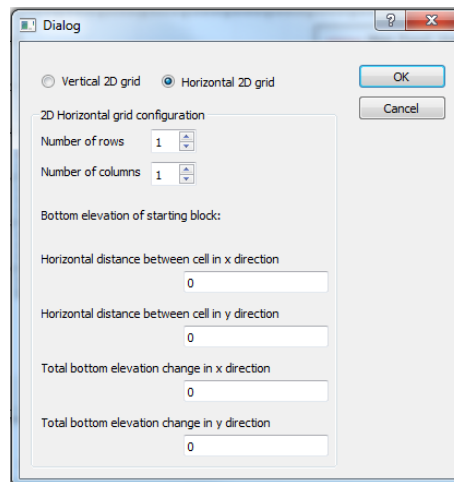 Dialog
?
Vertical 2D grid
Horizontal 2D grid
OK
Cancel
2D Horizontal grid configuration
Number of rows 1
Number of columns 1
Bottom elevation of starting block:
Horizontal distance between cell in x direction
0
Horizontal distance between cell in y direction
0
Total bottom elevation change in x direction
0
Total bottom elevation change in y direction
0